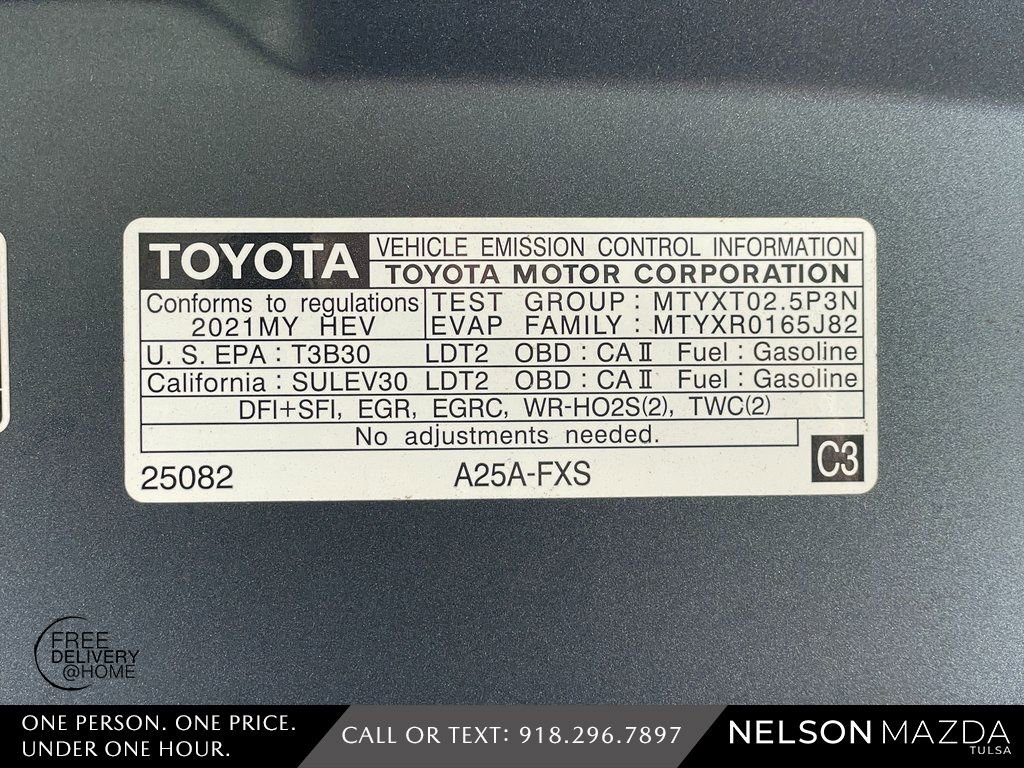 TOYOTA
VEHICLE EMISSION CONTROL INFORMATION
TOYOTA MOTOR CORPORATION
Conforms to regulations
2021MY HEV
TEST GROUP : MTYXT02.5P3N
EVAP FAMILY : MTYXR0165J82
U. S. EPA : T3B30 LDT2 OBD : CA II Fuel : Gasoline
California : SULEV30 LDT2 OBD : CA II Fuel : Gasoline
DFI+SFI, EGR, EGRC, WR-HO2S(2), TWC(2)
No adjustments needed.
25082 A25A-FXS C3
FREE
DELIVERY
@HOME
ONE PERSON. ONE PRICE.
UNDER ONE HOUR.
CALL OR TEXT: 918.296.7897
NELSON MAZDA
TULSA